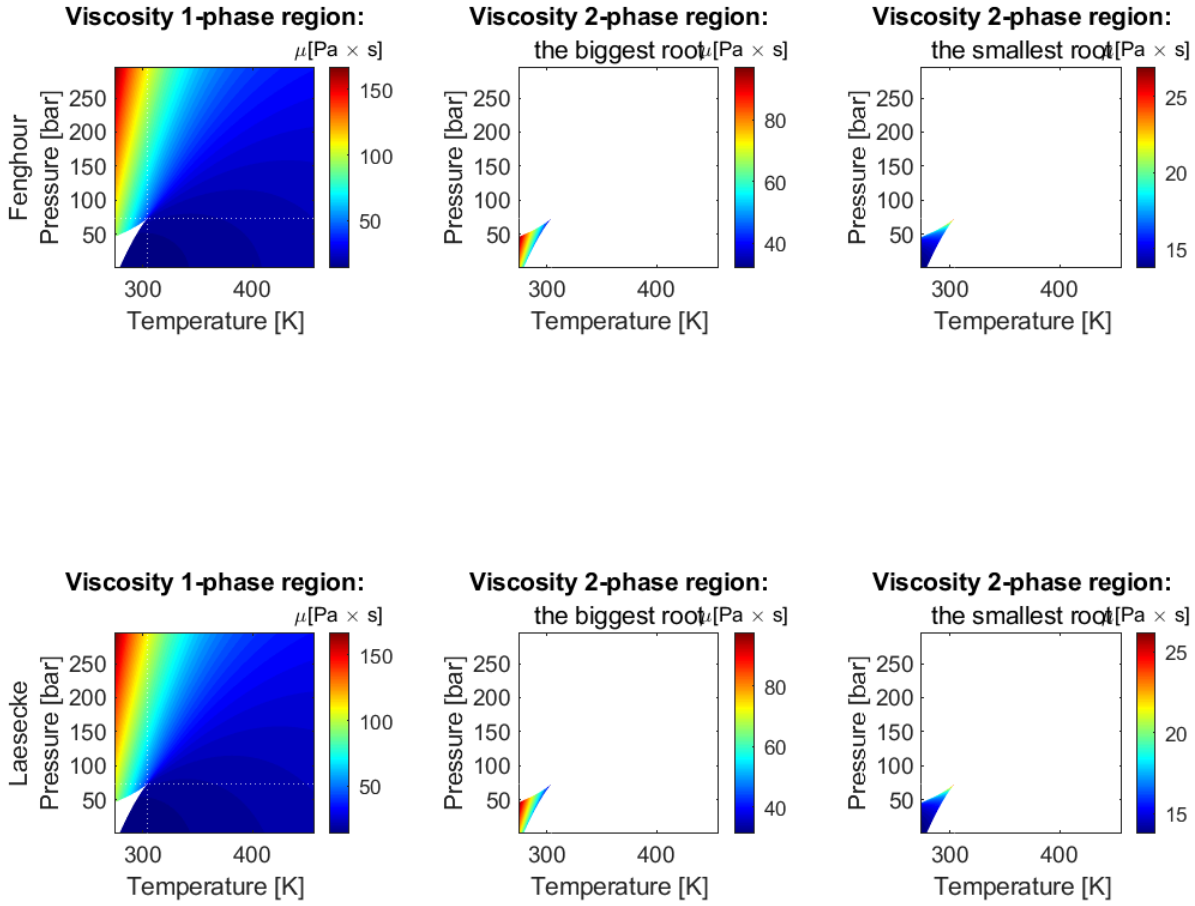 Viscosity 1-phase region:
μ[Pa × s]
Fenghour
Pressure [bar]
250
200
150
100
50
300
400
Temperature [K]
150
100
50
Viscosity 2-phase region:
the biggest root
μ[Pa × s]
Pressure [bar]
250
200
150
100
50
300
400
Temperature [K]
80
60
40
Viscosity 2-phase region:
the smallest root
μ[Pa × s]
Pressure [bar]
250
200
150
100
50
300
400
Temperature [K]
25
20
15
Viscosity 1-phase region:
μ[Pa × s]
Laesecke
Pressure [bar]
250
200
150
100
50
300
400
Temperature [K]
150
100
50
Viscosity 2-phase region:
the biggest root
μ[Pa × s]
Pressure [bar]
250
200
150
100
50
300
400
Temperature [K]
80
60
40
Viscosity 2-phase region:
the smallest root
μ[Pa × s]
Pressure [bar]
250
200
150
100
50
300
400
Temperature [K]
25
20
15